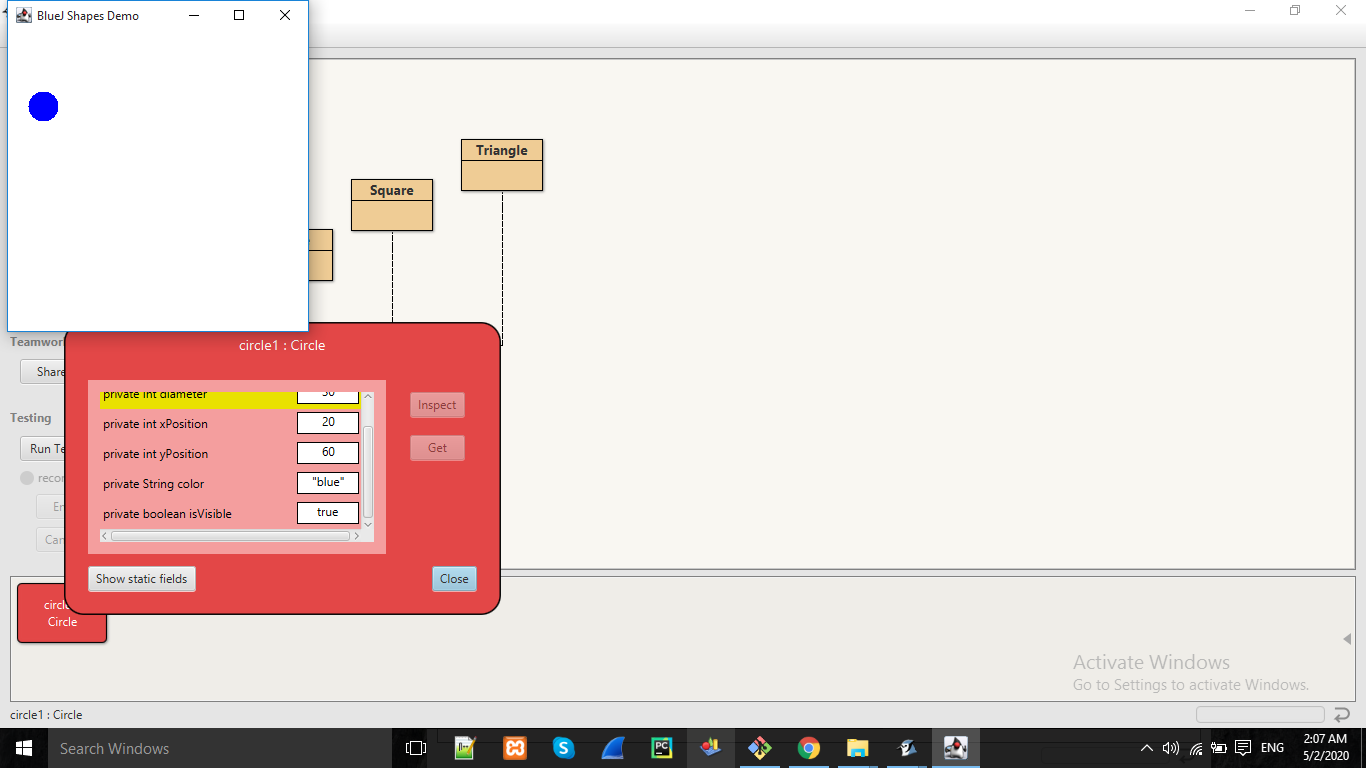 BlueJ Shapes Demo
Triangle
Square
Teamwor
Share
Testing
Run Te
recor
En
Can
circle1 : Circle
private int diameter
30
private int xPosition
20
private int yPosition
60
private String color
"blue"
private boolean isVisible
true
Inspect
Get
Show static fields
Close
circle
Circle
Activate Windows
Go to Settings to activate Windows.
circle1 : Circle
Search Windows
PC
ENG
2:07 AM
5/2/2020